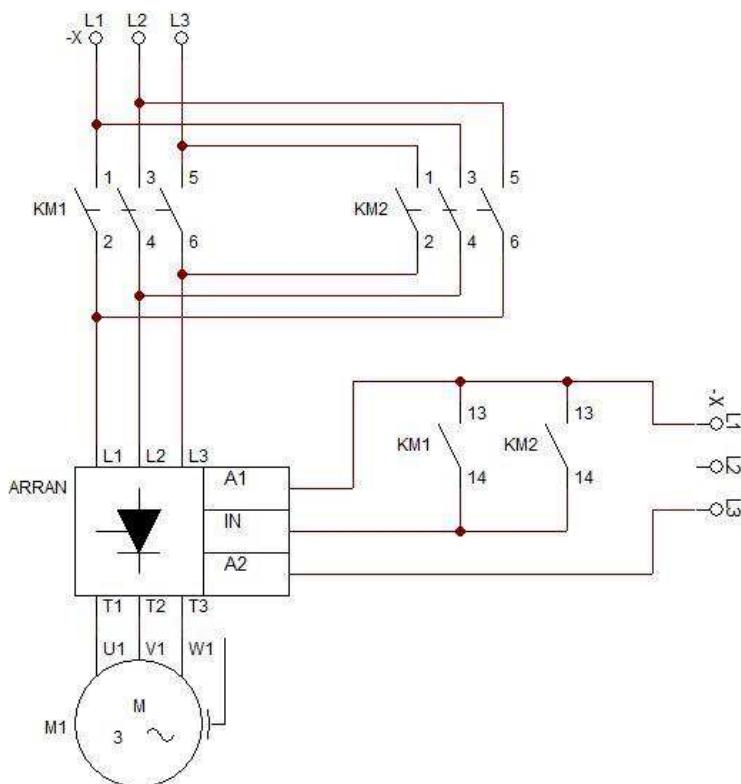 L1 L2 L3
-X
1 3 5
1 3 5
KM1
KM2
2 4 6
2 4 6
-X
L1
L2
L3
13
13
KM1
KM2
14
14
L1 L2 L3
ARRAN
A1
IN
A2
T1 T2 T3
U1 V1 W1
M1
M
3